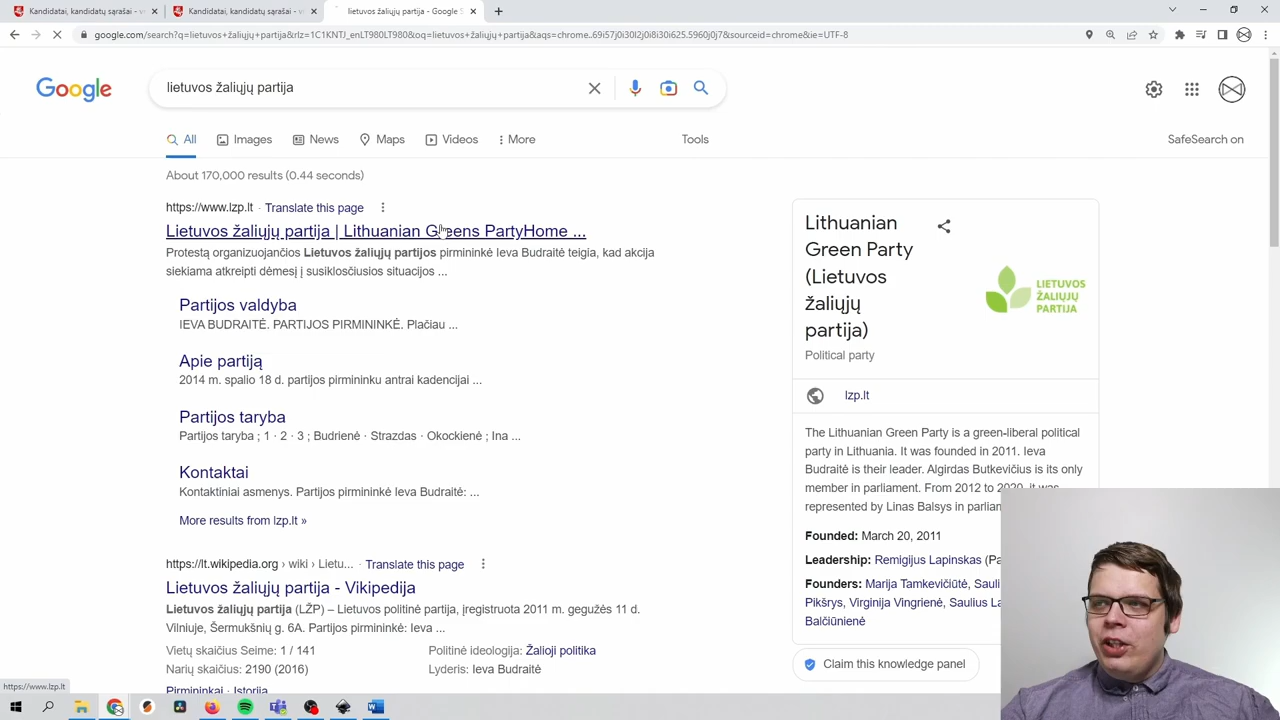 Kandidatai, kandidatų sąrašai - v
Kandidatai, kandidatų sąrašai - v
lietuvos žaliųjų partija - Google S
google.com/search?q=lietuvos+žaliųjų+partija&rlz=1C1KNTJ_enLT980LT980&oq=lietuvos+žaliųjų+partija&aqs=chrome..69i57j0i30l2j0i8i30i625.5960j0j7&sourceid=chrome&ie=UTF-8
Google
lietuvos žaliųjų partija
All
Images
News
Maps
Videos
More
Tools
SafeSearch on
About 170,000 results (0.44 seconds)
https://www.lzp.lt · Translate this page
Lietuvos žaliųjų partija | Lithuanian Greens PartyHome ...
Protestą organizuojančios Lietuvos žaliųjų partijos pirmininkė Ieva Budraitė teigia, kad akcija
siekiama atkreipti dėmesį į susiklosčiusios situacijos ...
Partijos valdyba
IEVA BUDRAITĖ. PARTIJOS PIRMININKĖ. Plačiau ...
Apie partiją
2014 m. spalio 18 d. partijos pirmininku antrai kadencijai ...
Partijos taryba
Partijos taryba ; 1 · 2 · 3 ; Budrienė · Strazdas · Okockienė ; Ina ...
Kontaktai
Kontaktiniai asmenys. Partijos pirmininkė Ieva Budraitė: ...
More results from lzp.lt »
https://lt.wikipedia.org › wiki › Lietu... · Translate this page
Lietuvos žaliųjų partija - Vikipedija
Lietuvos žaliųjų partija (LŽP) – Lietuvos politinė partija, įregistruota 2011 m. gegužės 11 d.
Vilniuje, Šermukšnių g. 6A. Partijos pirmininkė: Ieva ...
Vietų skaičius Seime: 1 / 141
Politinė ideologija: Žalioji politika
Narių skaičius: 2190 (2016)
Lyderis: Ieva Budraitė
Pirmininkai · Istorija
Lithuanian
Green Party
(Lietuvos
žaliųjų
partija)
Political party
LIETUVOS
ŽALIŲJŲ
PARTIJA
lzp.lt
The Lithuanian Green Party is a green-liberal political
party in Lithuania. It was founded in 2011. Ieva
Budraitė is their leader. Algirdas Butkevičius is its only
member in parliament. From 2012 to 2020, it was
represented by Linas Balsys in parliam
Founded: March 20, 2011
Leadership: Remigijus Lapinskas (Pa
Founders: Marija Tamkevičiūtė, Sauli
Pikšrys, Virginija Vingrienė, Saulius La
Balčiūnienė
Claim this knowledge panel
https://www.lzp.lt